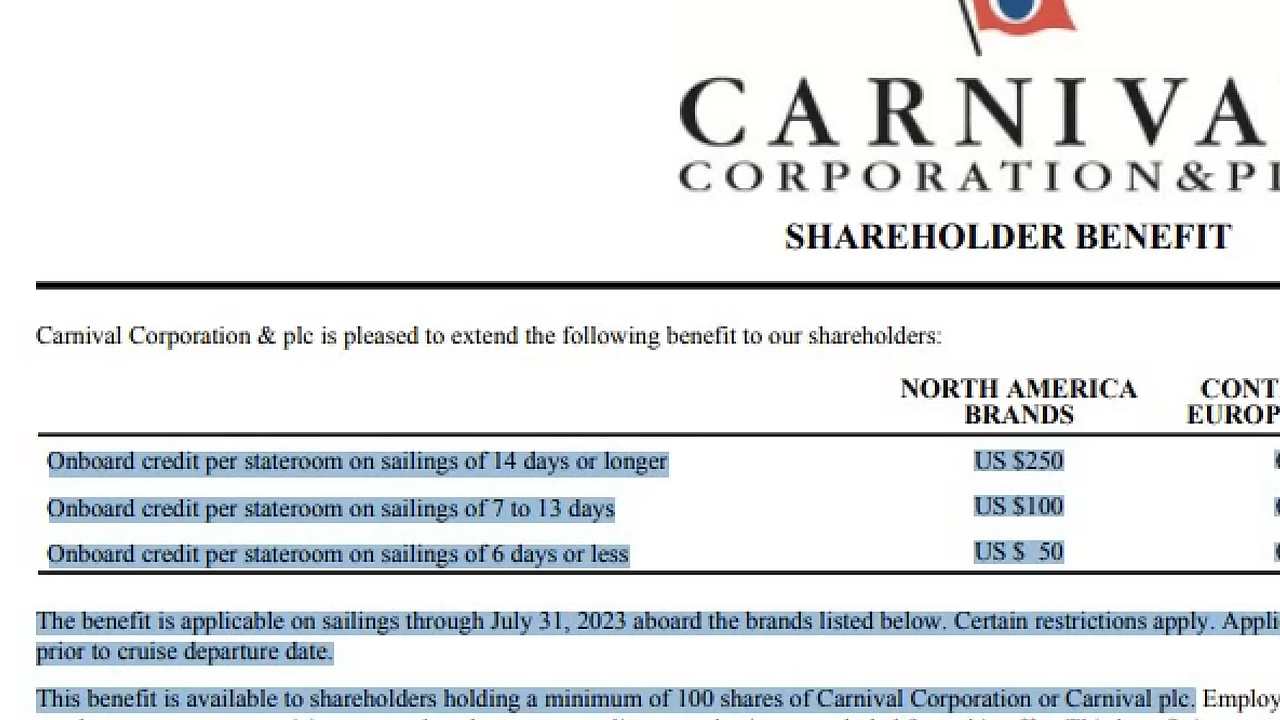 CARNIVA
CORPORATION&P
SHAREHOLDER BENEFIT
Carnival Corporation & plc is pleased to extend the following benefit to our shareholders:
NORTH AMERICA CONT
BRANDS EUROP
Onboard credit per stateroom on sailings of 14 days or longer US $250
Onboard credit per stateroom on sailings of 7 to 13 days US $100
Onboard credit per stateroom on sailings of 6 days or less US $ 50
The benefit is applicable on sailings through July 31, 2023 aboard the brands listed below. Certain restrictions apply. Appli
prior to cruise departure date.
This benefit is available to shareholders holding a minimum of 100 shares of Carnival Corporation or Carnival plc. Employ